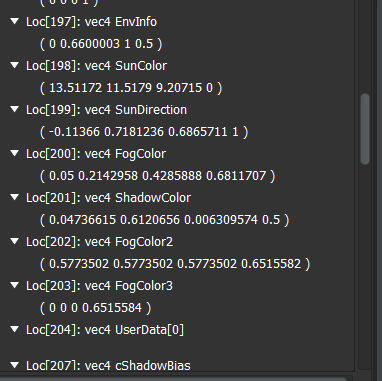 ( 0 0 0 1 )
Loc[197]: vec4 EnvInfo
( 0 0.6600003 1 0.5 )
Loc[198]: vec4 SunColor
( 13.51172 11.5179 9.20715 0 )
Loc[199]: vec4 SunDirection
( -0.11366 0.7181236 0.6865711 1 )
Loc[200]: vec4 FogColor
( 0.05 0.2142958 0.4285888 0.6811707 )
Loc[201]: vec4 ShadowColor
( 0.04736615 0.6120656 0.006309574 0.5 )
Loc[202]: vec4 FogColor2
( 0.5773502 0.5773502 0.5773502 0.6515582 )
Loc[203]: vec4 FogColor3
( 0 0 0 0.6515584 )
Loc[204]: vec4 UserData[0]
Loc[207]: vec4 cShadowBias